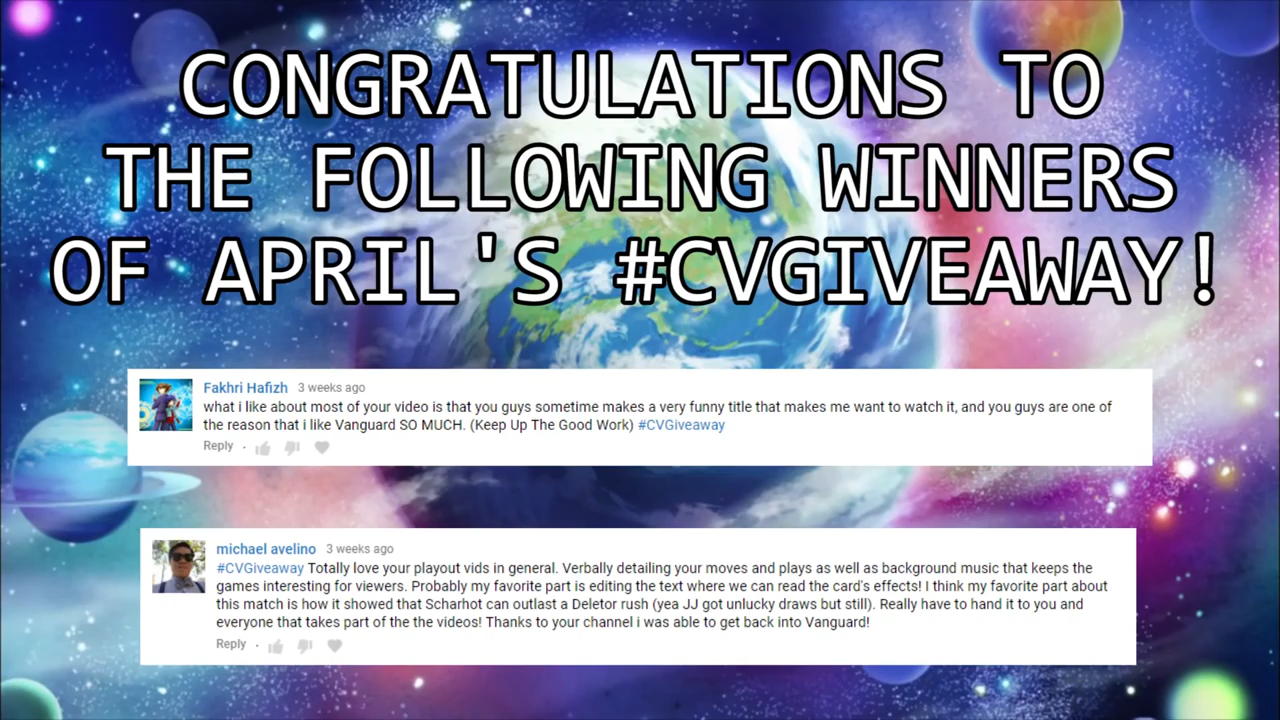 CONGRATULATIONS TO
THE FOLLOWING WINNERS
OF APRIL'S #CVGIVEAWAY!
Fakhri Hafizh 3 weeks ago
what i like about most of your video is that you guys sometime makes a very funny title that makes me want to watch it, and you guys are one of
the reason that i like Vanguard SO MUCH. (Keep Up The Good Work) #CVGiveaway
Reply ·
michael avelino 3 weeks ago
#CVGiveaway Totally love your playout vids in general. Verbally detailing your moves and plays as well as background music that keeps the
games interesting for viewers. Probably my favorite part is editing the text where we can read the card's effects! I think my favorite part about
this match is how it showed that Scharhot can outlast a Deletor rush (yea JJ got unlucky draws but still). Really have to hand it to you and
everyone that takes part of the the videos! Thanks to your channel i was able to get back into Vanguard!
Reply ·